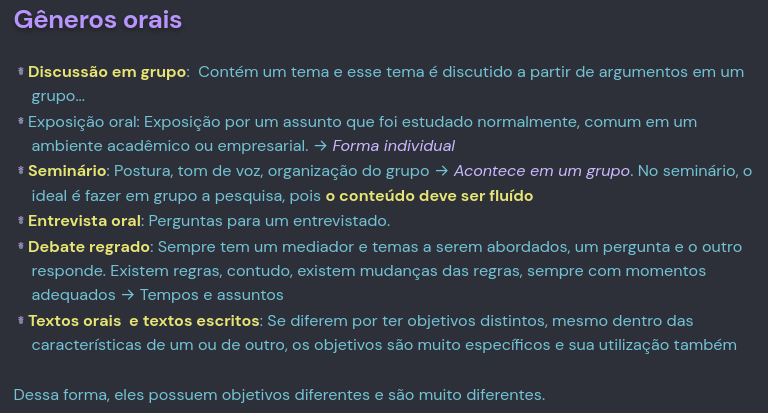 Gêneros orais
Discussão em grupo:  Contém um tema e esse tema é discutido a partir de argumentos em um
grupo...
Exposição oral: Exposição por um assunto que foi estudado normalmente, comum em um
ambiente acadêmico ou empresarial. → Forma individual
Seminário: Postura, tom de voz, organização do grupo → Acontece em um grupo. No seminário, o
ideal é fazer em grupo a pesquisa, pois o conteúdo deve ser fluído
Entrevista oral: Perguntas para um entrevistado.
Debate regrado: Sempre tem um mediador e temas a serem abordados, um pergunta e o outro
responde. Existem regras, contudo, existem mudanças das regras, sempre com momentos
adequados → Tempos e assuntos
Textos orais  e textos escritos: Se diferem por ter objetivos distintos, mesmo dentro das
características de um ou de outro, os objetivos são muito específicos e sua utilização também
Dessa forma, eles possuem objetivos diferentes e são muito diferentes.